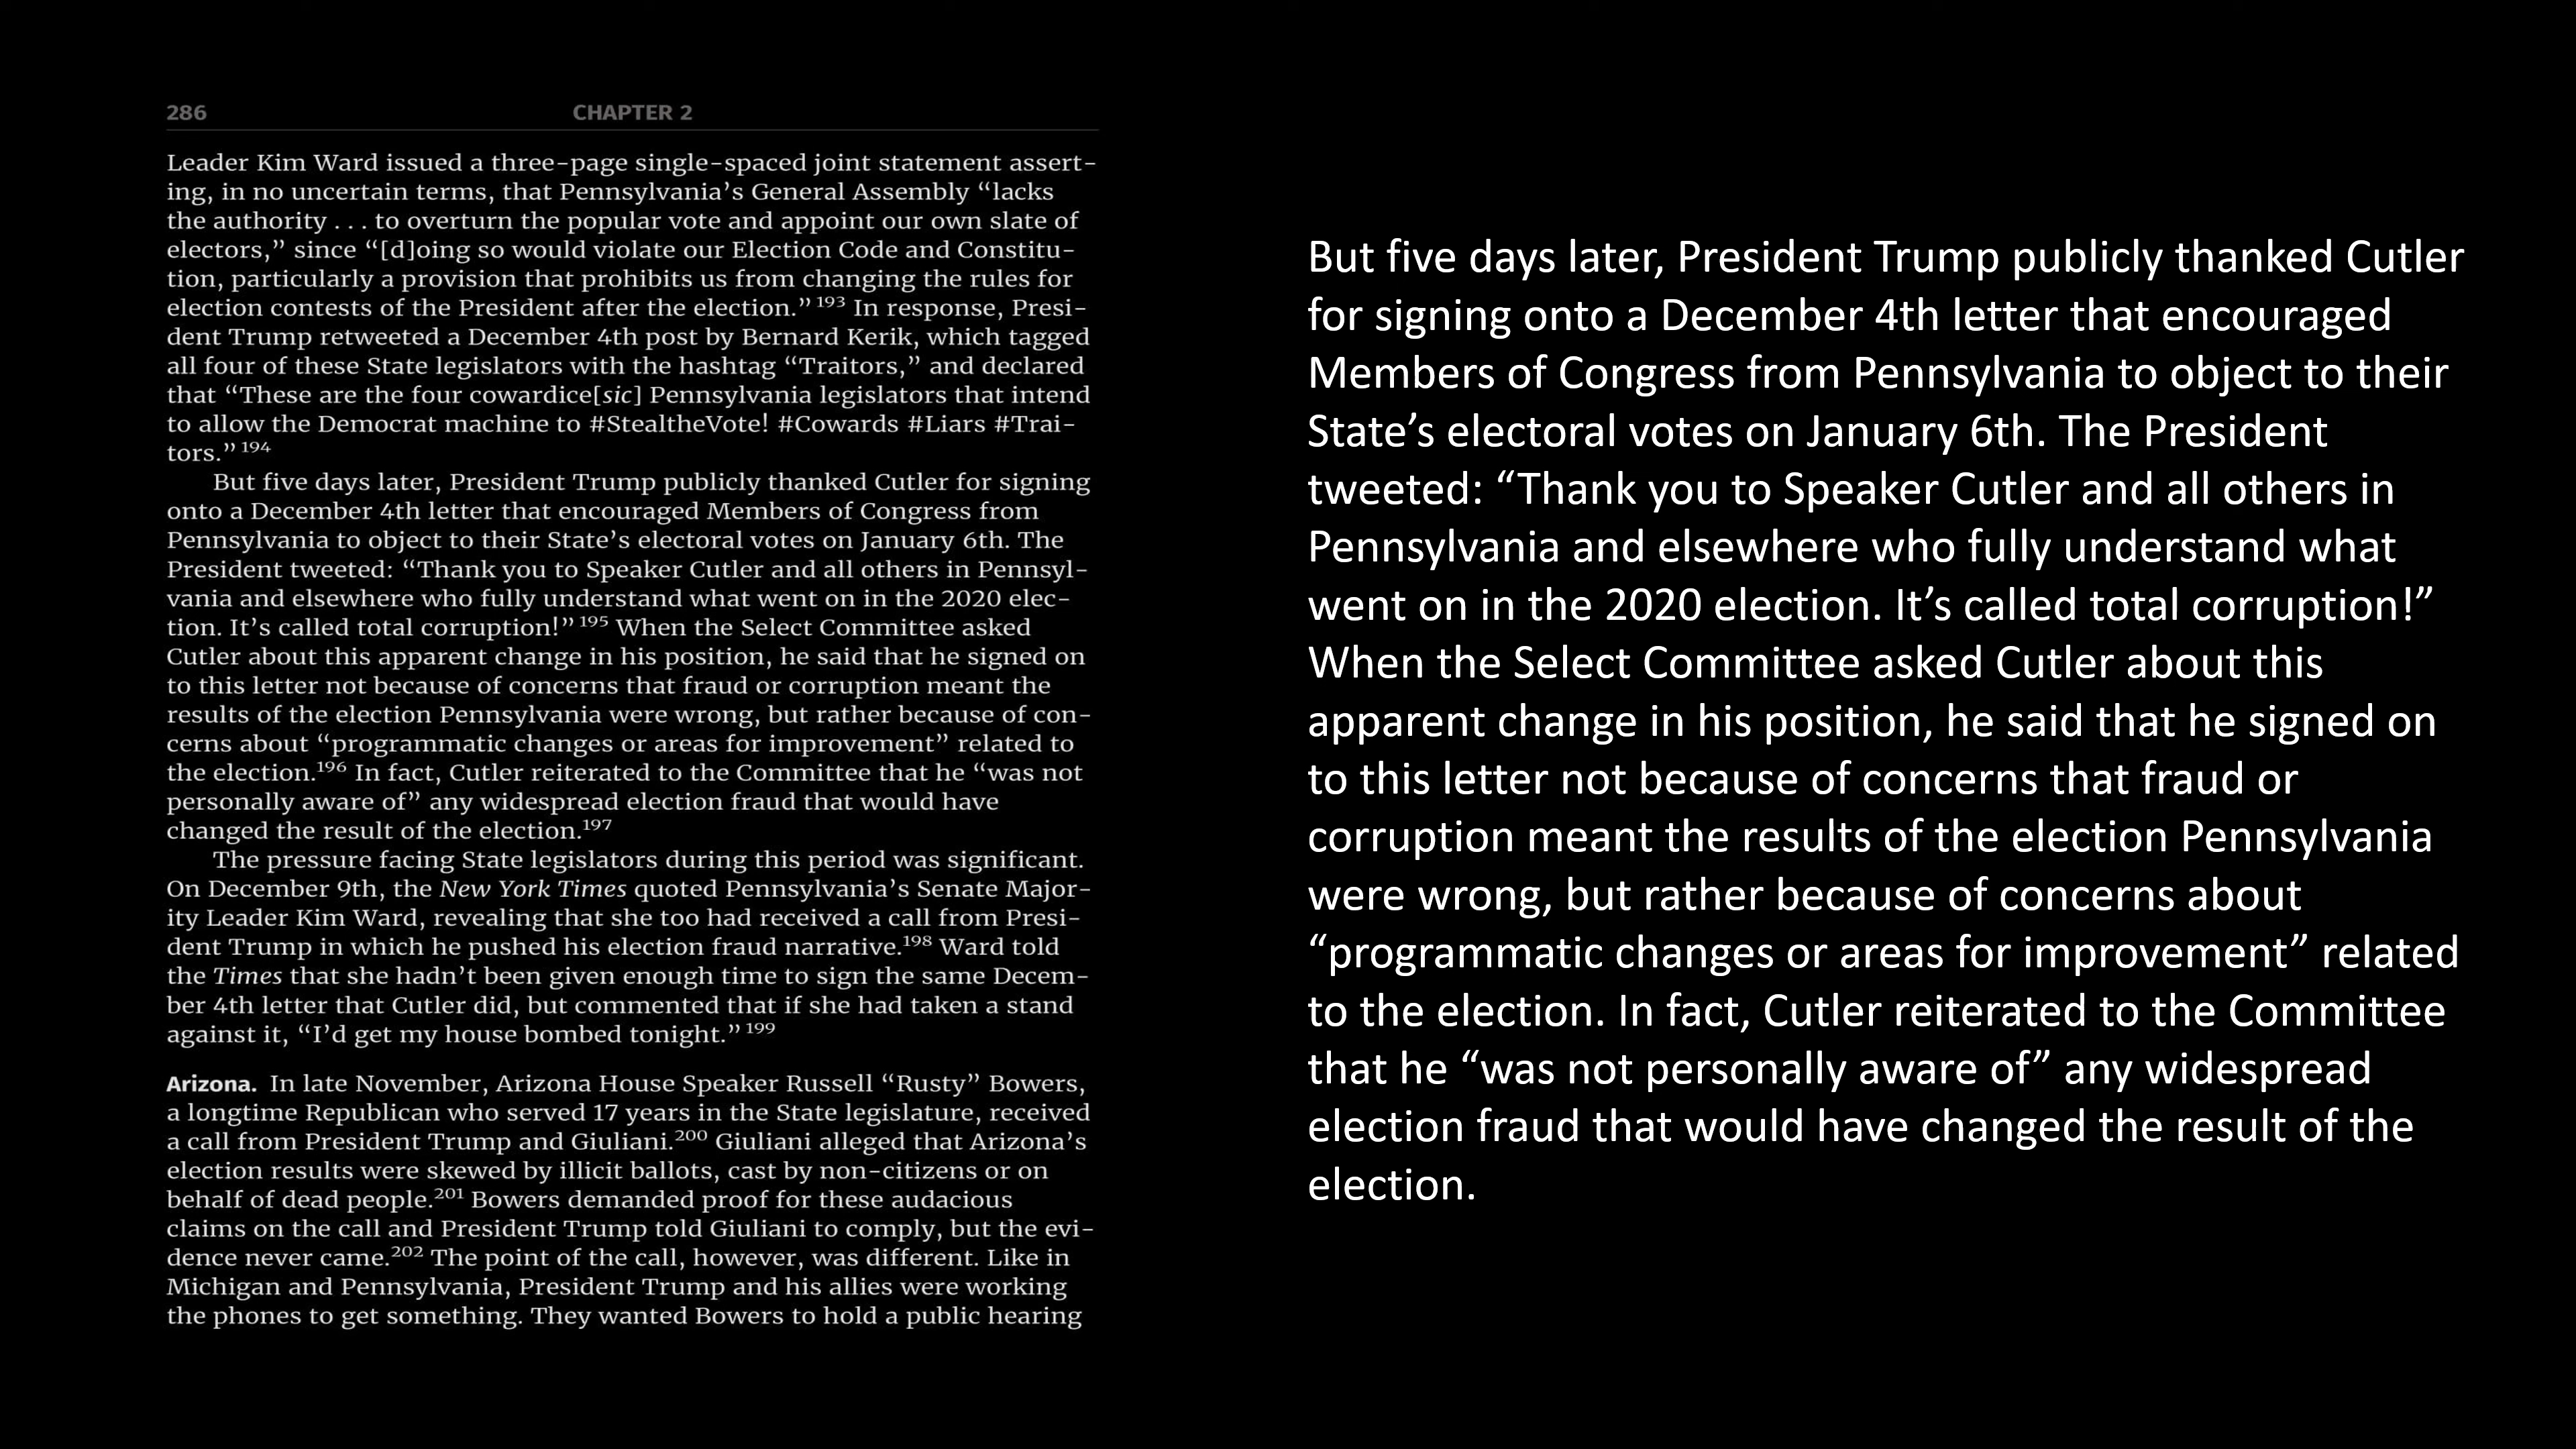 286 CHAPTER 2
Leader Kim Ward issued a three-page single-spaced joint statement assert-
ing, in no uncertain terms, that Pennsylvania’s General Assembly “lacks
the authority . . . to overturn the popular vote and appoint our own slate of
electors,” since “[d]oing so would violate our Election Code and Constitu-
tion, particularly a provision that prohibits us from changing the rules for
election contests of the President after the election.” 193 In response, Presi-
dent Trump retweeted a December 4th post by Bernard Kerik, which tagged
all four of these State legislators with the hashtag “Traitors,” and declared
that “These are the four cowardice[sic] Pennsylvania legislators that intend
to allow the Democrat machine to #StealtheVote! #Cowards #Liars #Trai-
tors.” 194
But five days later, President Trump publicly thanked Cutler for signing
onto a December 4th letter that encouraged Members of Congress from
Pennsylvania to object to their State’s electoral votes on January 6th. The
President tweeted: “Thank you to Speaker Cutler and all others in Pennsyl-
vania and elsewhere who fully understand what went on in the 2020 elec-
tion. It’s called total corruption!” 195 When the Select Committee asked
Cutler about this apparent change in his position, he said that he signed on
to this letter not because of concerns that fraud or corruption meant the
results of the election Pennsylvania were wrong, but rather because of con-
cerns about “programmatic changes or areas for improvement” related to
the election.196 In fact, Cutler reiterated to the Committee that he “was not
personally aware of” any widespread election fraud that would have
changed the result of the election.197
The pressure facing State legislators during this period was significant.
On December 9th, the New York Times quoted Pennsylvania’s Senate Major-
ity Leader Kim Ward, revealing that she too had received a call from Presi-
dent Trump in which he pushed his election fraud narrative.198 Ward told
the Times that she hadn’t been given enough time to sign the same Decem-
ber 4th letter that Cutler did, but commented that if she had taken a stand
against it, “I’d get my house bombed tonight.” 199
Arizona. In late November, Arizona House Speaker Russell “Rusty” Bowers,
a longtime Republican who served 17 years in the State legislature, received
a call from President Trump and Giuliani.200 Giuliani alleged that Arizona’s
election results were skewed by illicit ballots, cast by non-citizens or on
behalf of dead people.201 Bowers demanded proof for these audacious
claims on the call and President Trump told Giuliani to comply, but the evi-
dence never came.202 The point of the call, however, was different. Like in
Michigan and Pennsylvania, President Trump and his allies were working
the phones to get something. They wanted Bowers to hold a public hearing
But five days later, President Trump publicly thanked Cutler
for signing onto a December 4th letter that encouraged
Members of Congress from Pennsylvania to object to their
State’s electoral votes on January 6th. The President
tweeted: “Thank you to Speaker Cutler and all others in
Pennsylvania and elsewhere who fully understand what
went on in the 2020 election. It’s called total corruption!”
When the Select Committee asked Cutler about this
apparent change in his position, he said that he signed on
to this letter not because of concerns that fraud or
corruption meant the results of the election Pennsylvania
were wrong, but rather because of concerns about
“programmatic changes or areas for improvement” related
to the election. In fact, Cutler reiterated to the Committee
that he “was not personally aware of” any widespread
election fraud that would have changed the result of the
election.